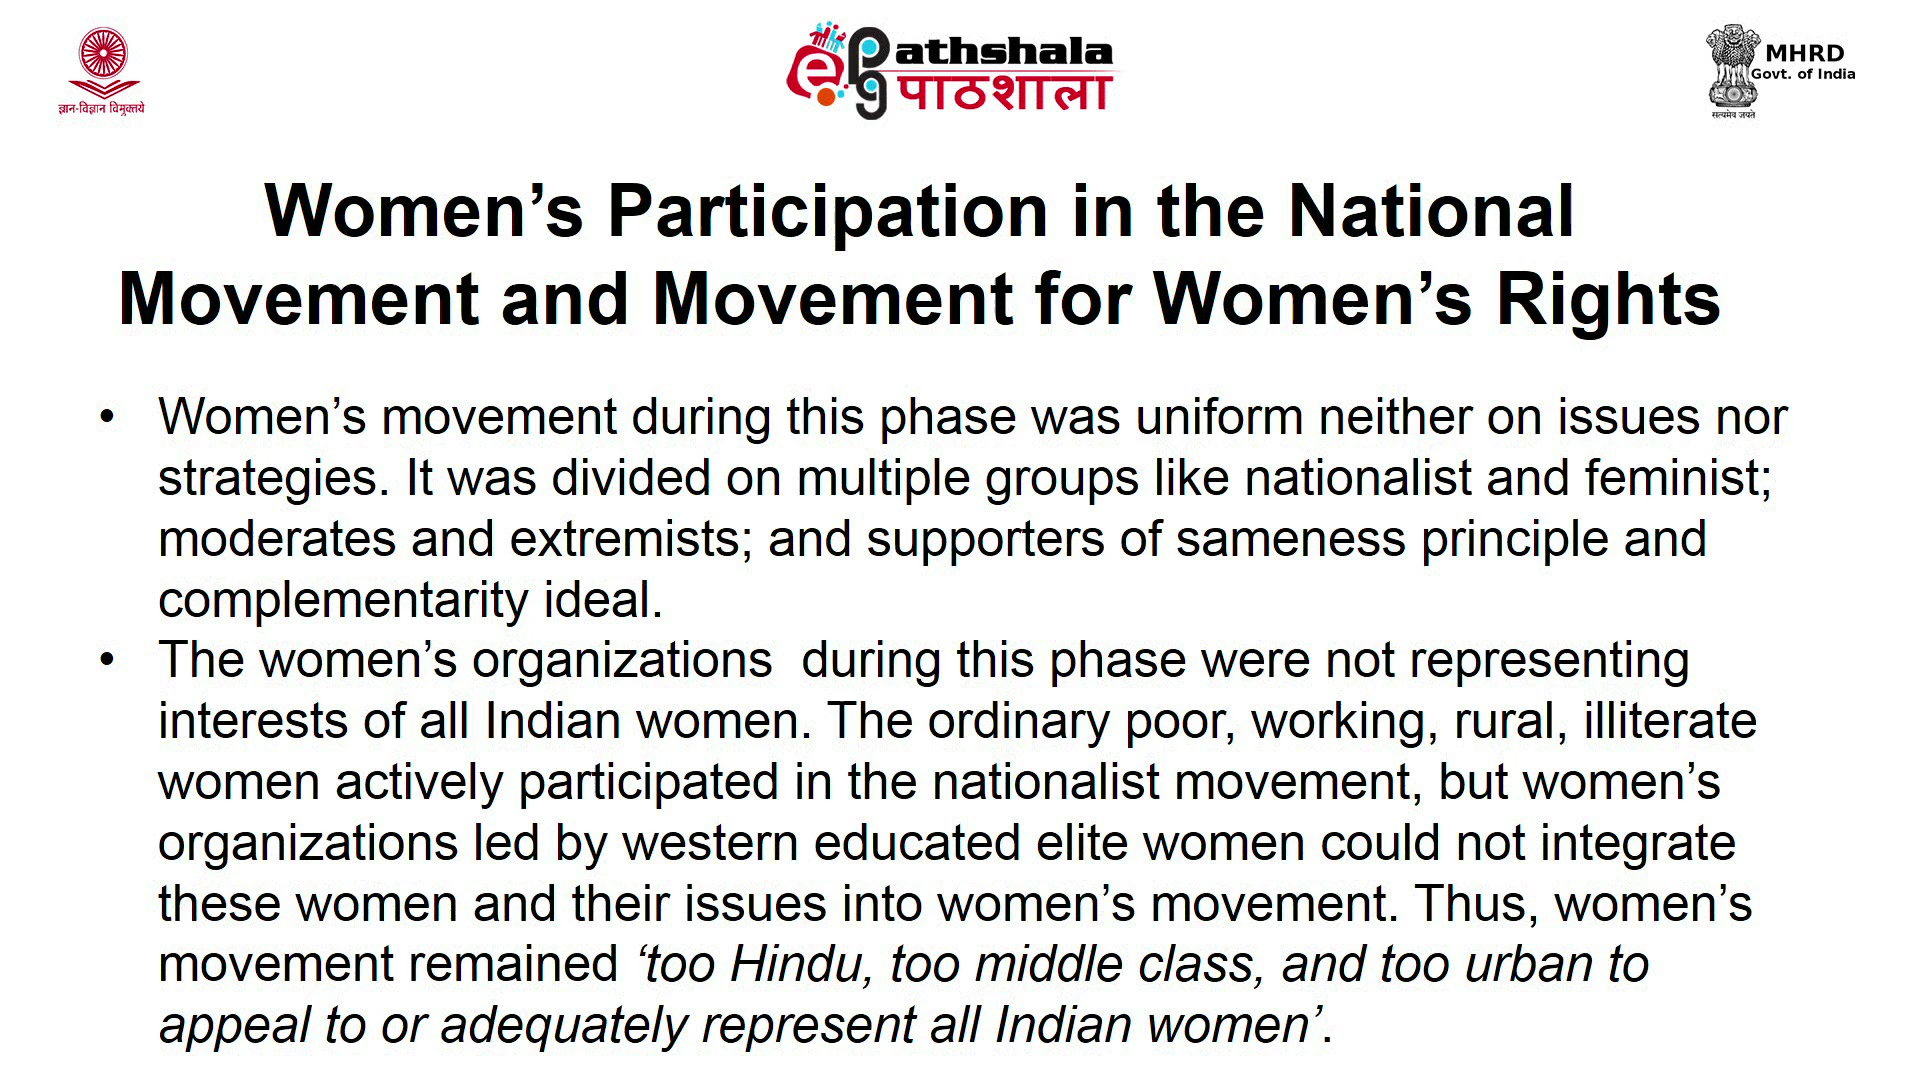 ज्ञान-विज्ञान विमुक्तये
e Pg athshala
पाठशाला
MHRD
Govt. of India
सत्यमेव जयते
Women’s Participation in the National
Movement and Movement for Women’s Rights
• Women’s movement during this phase was uniform neither on issues nor
strategies. It was divided on multiple groups like nationalist and feminist;
moderates and extremists; and supporters of sameness principle and
complementarity ideal.
• The women’s organizations  during this phase were not representing
interests of all Indian women. The ordinary poor, working, rural, illiterate
women actively participated in the nationalist movement, but women’s
organizations led by western educated elite women could not integrate
these women and their issues into women’s movement. Thus, women’s
movement remained ‘too Hindu, too middle class, and too urban to
appeal to or adequately represent all Indian women’.